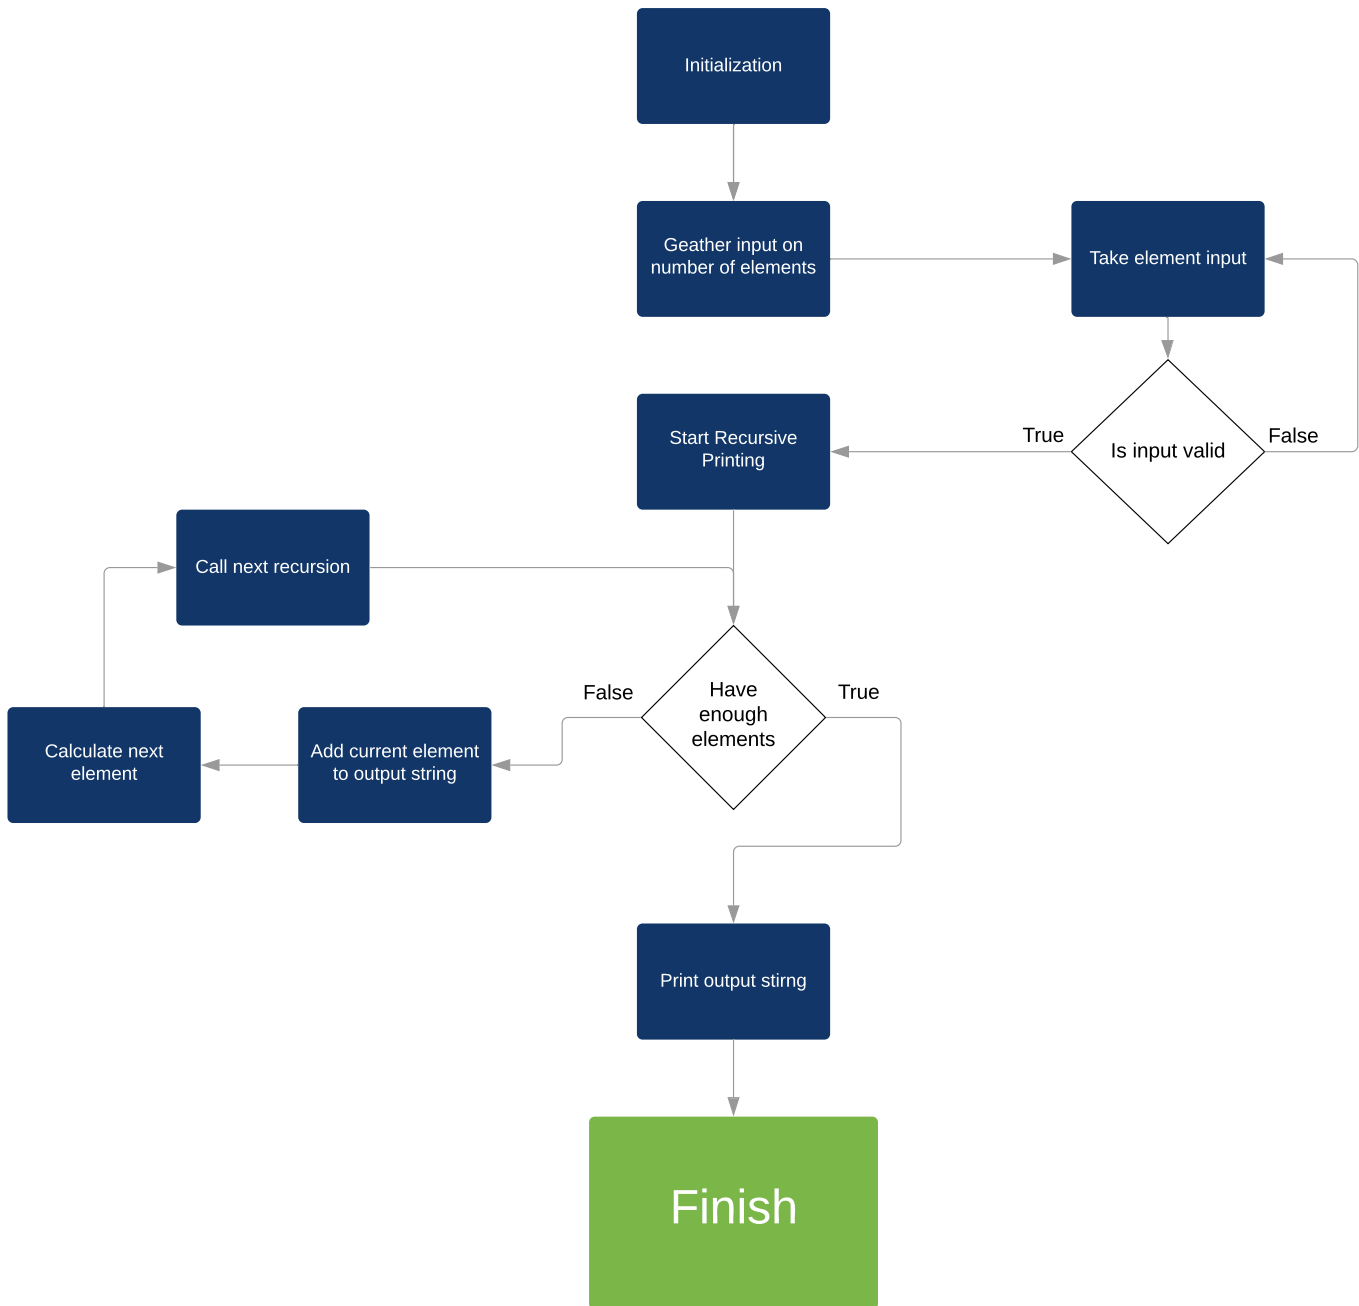 Initialization
Geather input on
number of elements
Take element input
Is input valid
True
False
Start Recursive
Printing
Call next recursion
Have
enough
elements
False
True
Add current element
to output string
Calculate next
element
Print output stirng
Finish